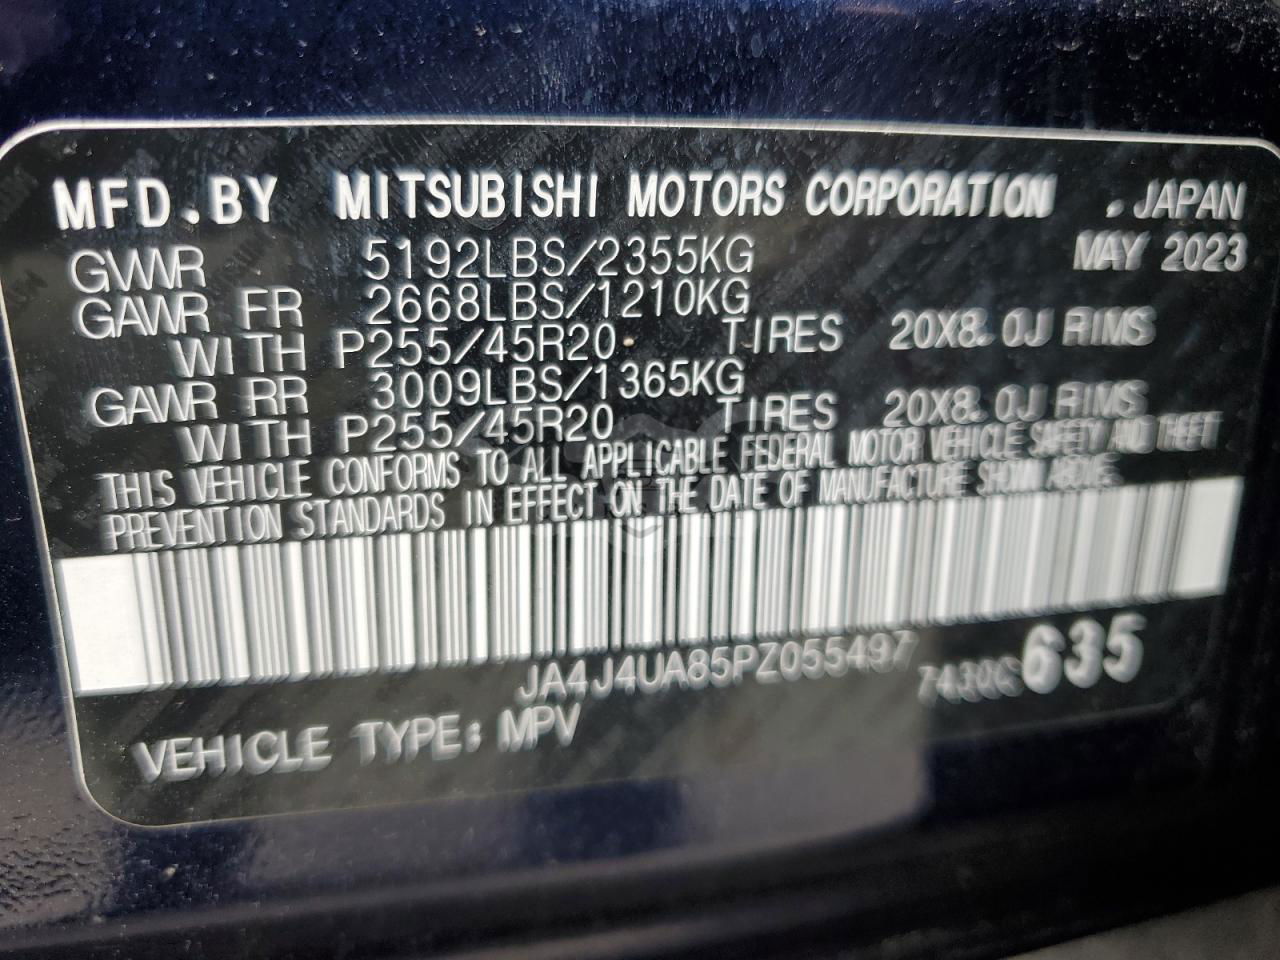 MFD.BY MITSUBISHI MOTORS CORPORATION , JAPAN
GVWR 5192LBS/2355KG MAY 2023
GAWR FR 2668LBS/1210KG
WITH P255/45R20 TIRES 20X8.0J RIMS
GAWR RR 3009LBS/1365KG
WITH P255/45R20 TIRES 20X8.0J RIMS
THIS VEHICLE CONFORMS TO ALL APPLICABLE FEDERAL MOTOR VEHICLE SAFETY AND THEFT
PREVENTION STANDARDS IN EFFECT ON THE DATE OF MANUFACTURE SHOWN ABOVE.
JA4J4UA85PZ055497
635
VEHICLE TYPE: MPV